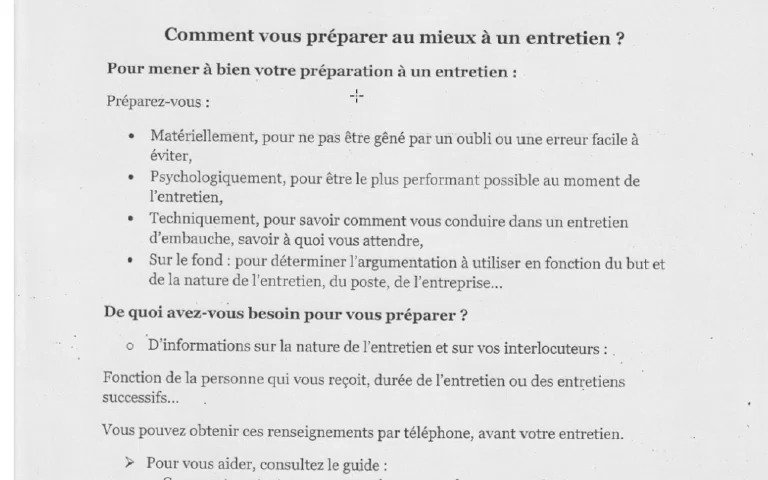 Comment vous préparer au mieux à un entretien ?
Pour mener à bien votre préparation à un entretien :
Préparez-vous :
• Matériellement, pour ne pas être gêné par un oubli ou une erreur facile à
éviter,
• Psychologiquement, pour être le plus performant possible au moment de
l'entretien,
• Techniquement, pour savoir comment vous conduire dans un entretien
d'embauche, savoir à quoi vous attendre,
• Sur le fond : pour déterminer l'argumentation à utiliser en fonction du but et
de la nature de l'entretien, du poste, de l'entreprise...
De quoi avez-vous besoin pour vous préparer ?
o D'informations sur la nature de l'entretien et sur vos interlocuteurs :
Fonction de la personne qui vous reçoit, durée de l'entretien ou des entretiens
successifs...
Vous pouvez obtenir ces renseignements par téléphone, avant votre entretien.
➢ Pour vous aider, consultez le guide :